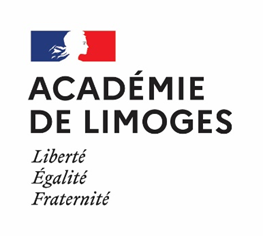 ACADÉMIE
DE LIMOGES
Liberté
Égalité
Fraternité